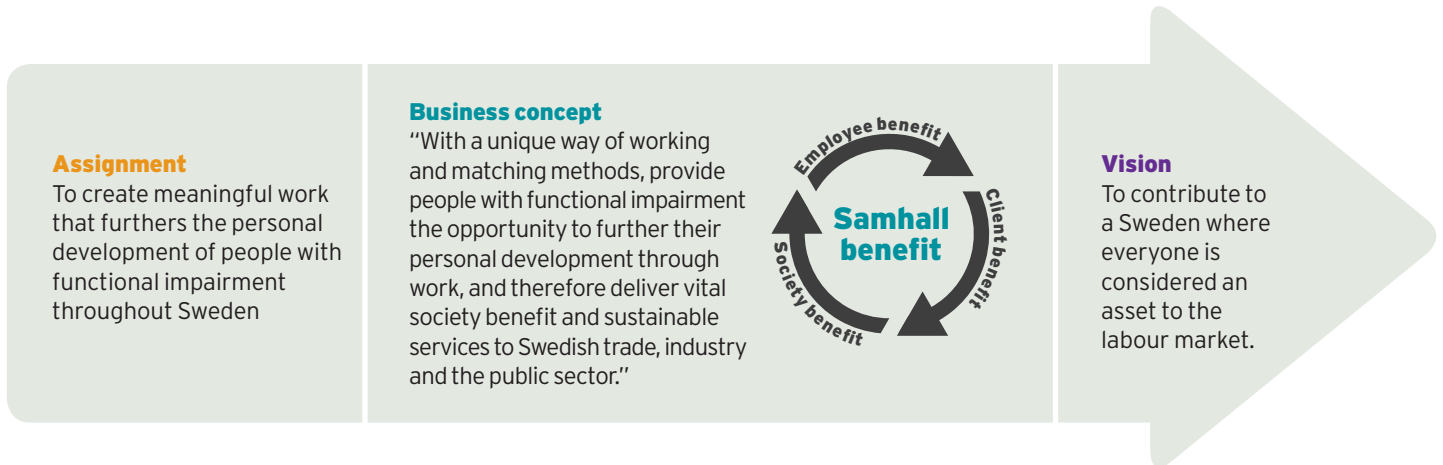 Assignment
To create meaningful work
that furthers the personal
development of people with
functional impairment
throughout Sweden
Business concept
“With a unique way of working
and matching methods, provide
people with functional impairment
the opportunity to further their
personal development through
work, and therefore deliver vital
society benefit and sustainable
services to Swedish trade, industry
and the public sector.”
Employee benefit
Client benefit
Society benefit
Samhall
benefit
Vision
To contribute to
a Sweden where
everyone is
considered an
asset to the
labour market.